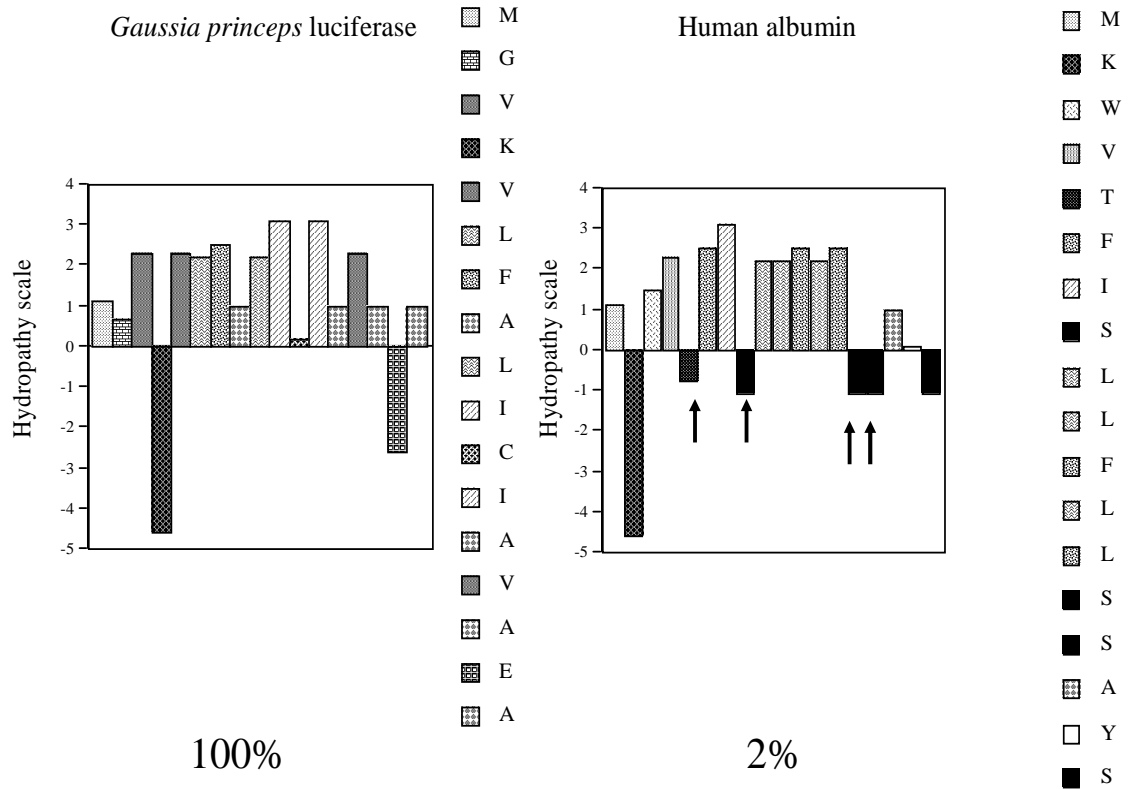 Gaussia princeps luciferase
Hydropathy scale
4
3
2
1
0
-1
-2
-3
-4
-5
100%
M
G
V
K
V
L
F
A
L
I
C
I
A
V
A
E
A
Human albumin
Hydropathy scale
4
3
2
1
0
-1
-2
-3
-4
-5
2%
M
K
W
V
T
F
I
S
L
L
F
L
L
S
S
A
Y
S